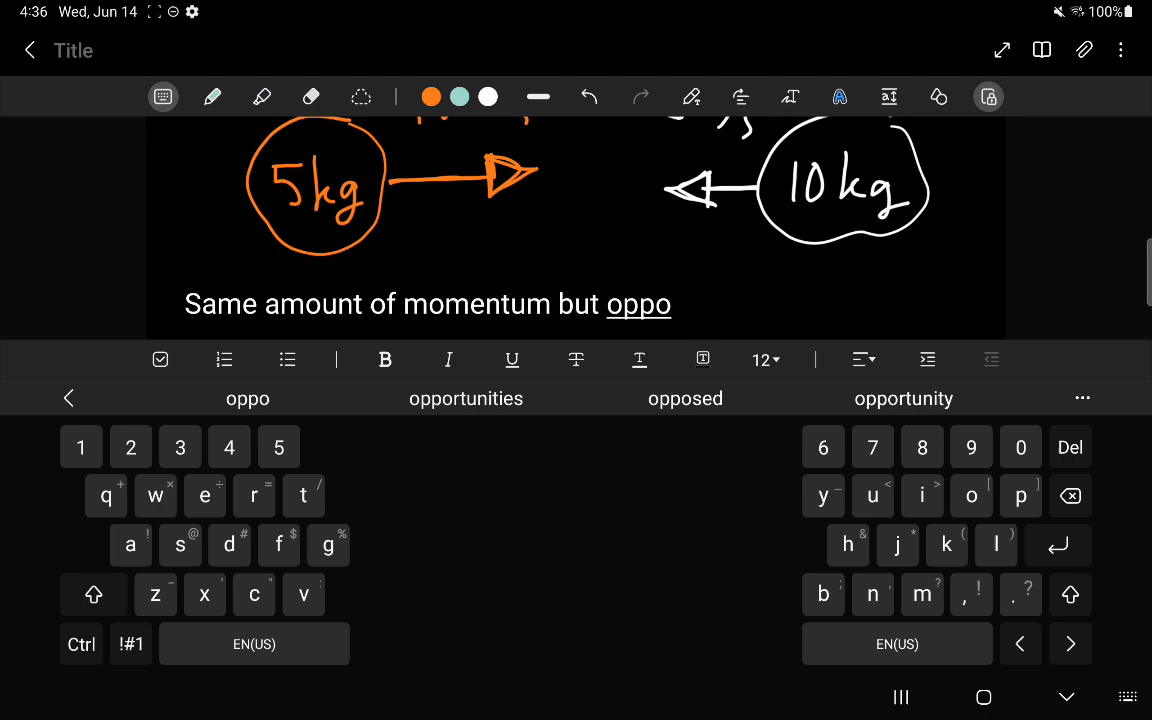 4:36 Wed, Jun 14 100%
Title
5kg
10kg
Same amount of momentum but oppo
B I U T T T 12
oppo opportunities opposed opportunity ...
1 2 3 4 5 6 7 8 9 0 Del
q + w × e ÷ r = t / y _ u < i > o [ p ]
a ! s @ d # f $ g % h & j * k ( l )
z - x ' c " v : b ; n , m ? , ! . ?
Ctrl !#1 EN(US) EN(US) < >